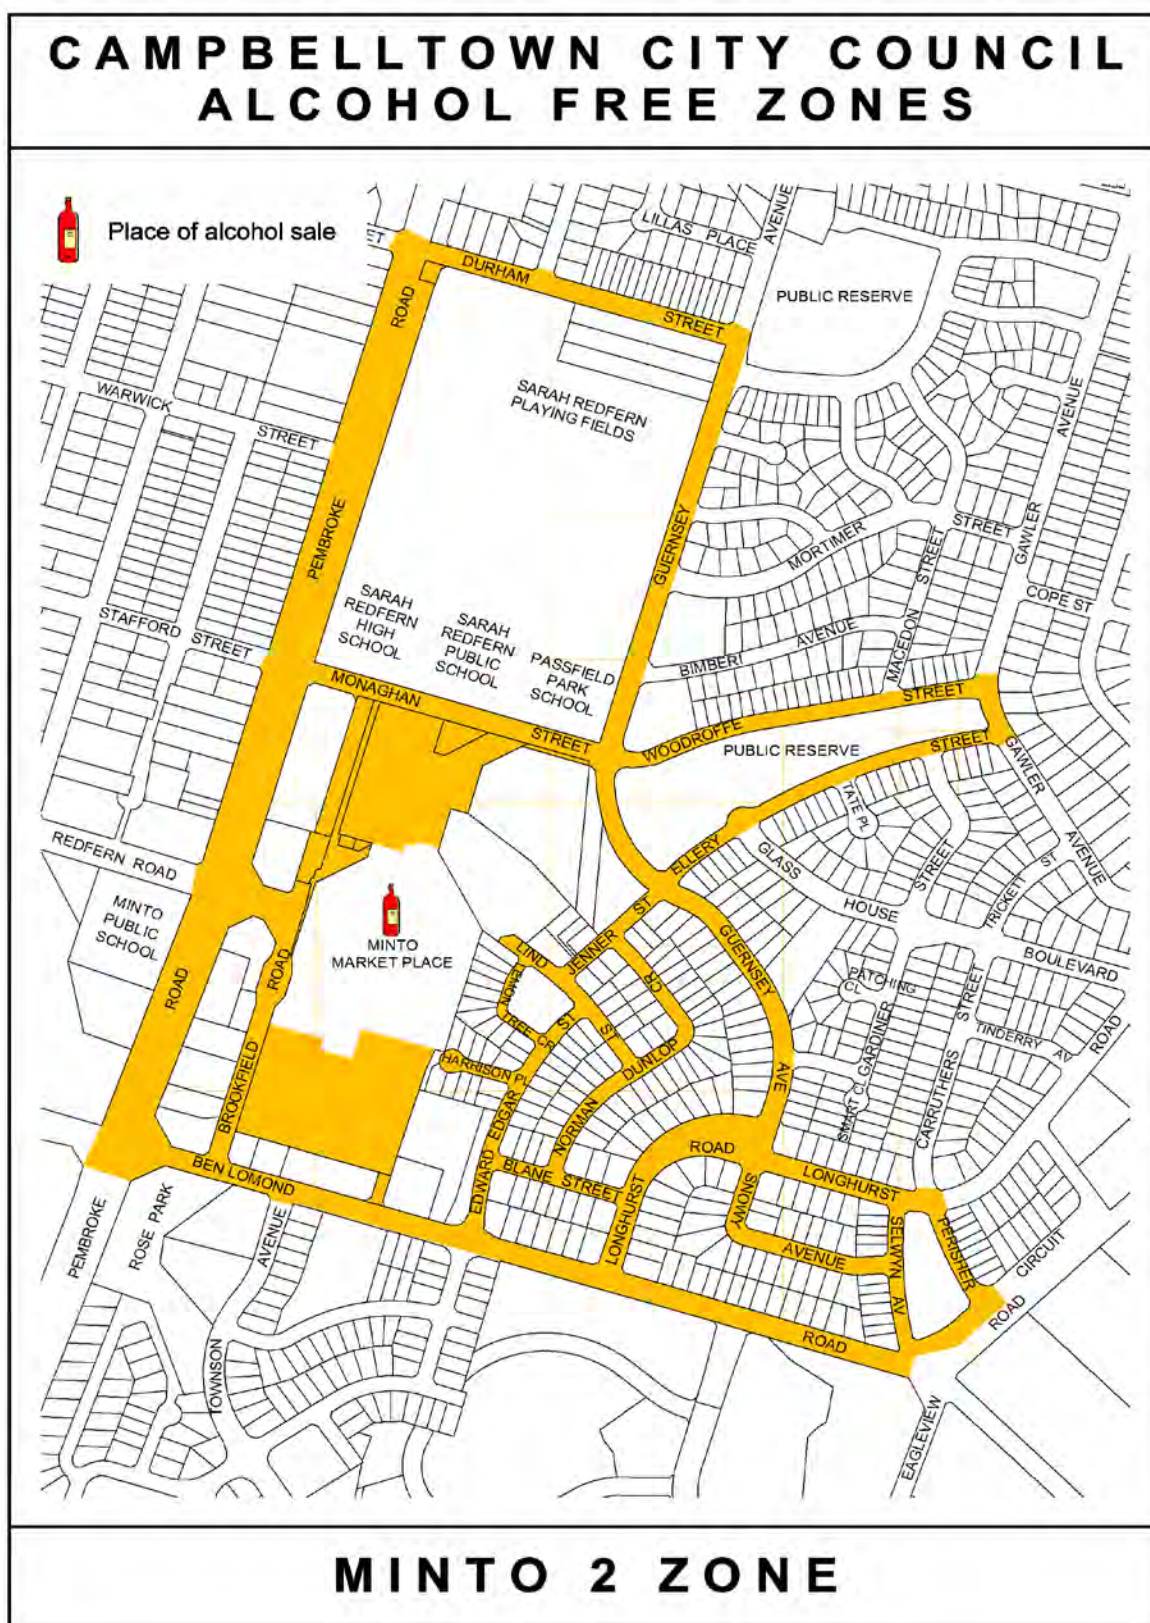 CAMPBELLTOWN CITY COUNCIL
ALCOHOL FREE ZONES
Place of alcohol sale
ET
LILLAS PLACE
AVENUE
DURHAM
STREET
PUBLIC RESERVE
ROAD
WARWICK
STREET
SARAH REDFERN
PLAYING FIELDS
AVENUE
GAWLER
PEMBROKE
GUERNSEY
MORTIMER
STREET
STREET
MACEDON
COPE ST
STAFFORD
STREET
SARAH
REDFERN
HIGH
SCHOOL
SARAH
REDFERN
PUBLIC
SCHOOL
PASSFIELD
PARK
SCHOOL
BIMBERI
AVENUE
MONAGHAN
STREET
WOODROFFE
STREET
PUBLIC RESERVE
STREET
GAWLER
AVENUE
TATE PL
ELLERY
GLASS
HOUSE
STREET
TRICKETT
ST
BOULEVARD
REDFERN ROAD
MINTO
PUBLIC
SCHOOL
MINTO
MARKET PLACE
ROAD
ROAD
BROOKFIELD
LIND
ST
JENNER
ST
LEMON
TREE
CR
CR
DUNLOP
GUERNSEY
AVE
PATCHING
CL
STREET
CARRUTHERS
TINDERRY AV
ROAD
GARDINER
SMART CL
HARRISON PL
ST
EDGAR
EDWARD
NORMAN
BLANE STREET
ROAD
LONGHURST
LONGHURST
SNOWY
AVENUE
SELWYN
AV
PERISHER
CIRCUIT
ROAD
BEN LOMOND
ROAD
PEMBROKE
ROSE PARK
AVENUE
TOWNSON
EAGLEVIEW
MINTO 2 ZONE